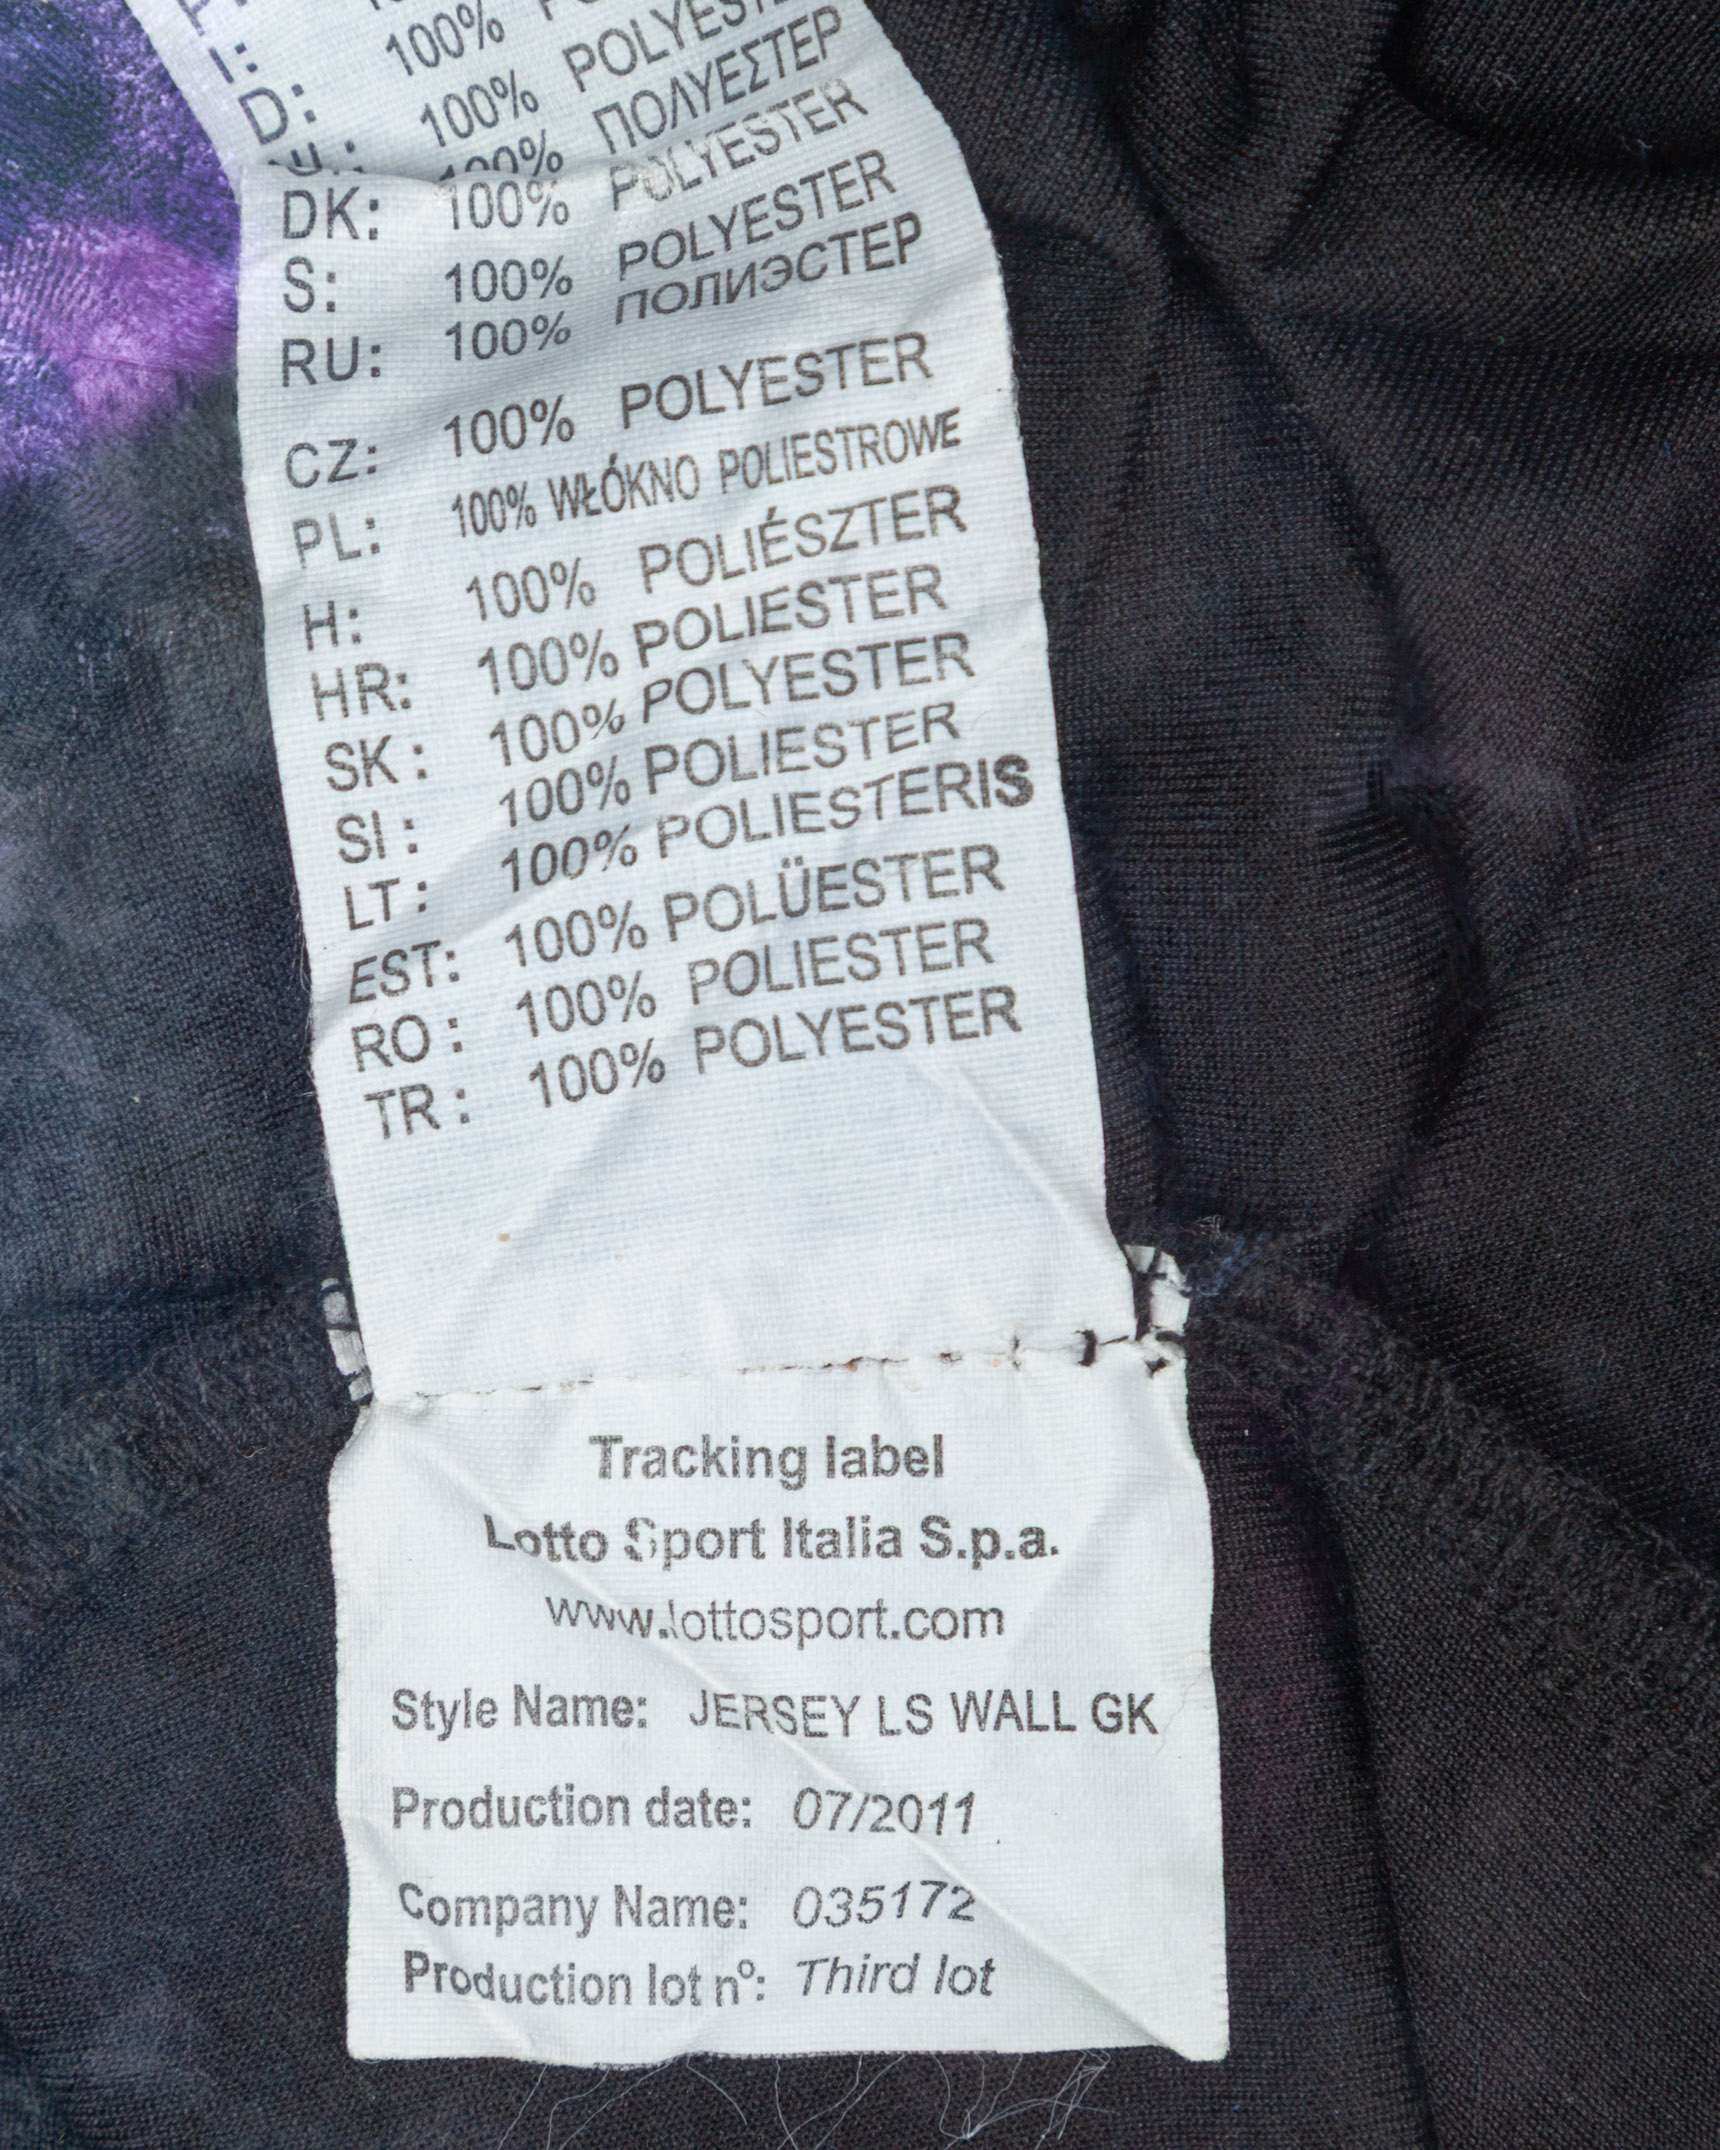 I:
D: 100%
100% POLYESTER
100% ΠΟΛΥΕΣΤΕΡ
DK: 100% POLYESTER
S: 100% POLYESTER
RU: 100% ПОЛИЭСТЕР
CZ: 100% POLYESTER
PL: 100% WŁÓKNO POLIESTROWE
H: 100% POLIÉSZTER
HR: 100% POLIESTER
SK: 100% POLYESTER
SI: 100% POLIESTER
LT: 100% POLIESTERIS
EST: 100% POLÜESTER
RO: 100% POLIESTER
TR: 100% POLYESTER
Tracking label
Lotto Sport Italia S.p.a.
www.lottosport.com
Style Name: JERSEY LS WALL GK
Production date: 07/2011
Company Name: 035172
Production lot nº: Third lot